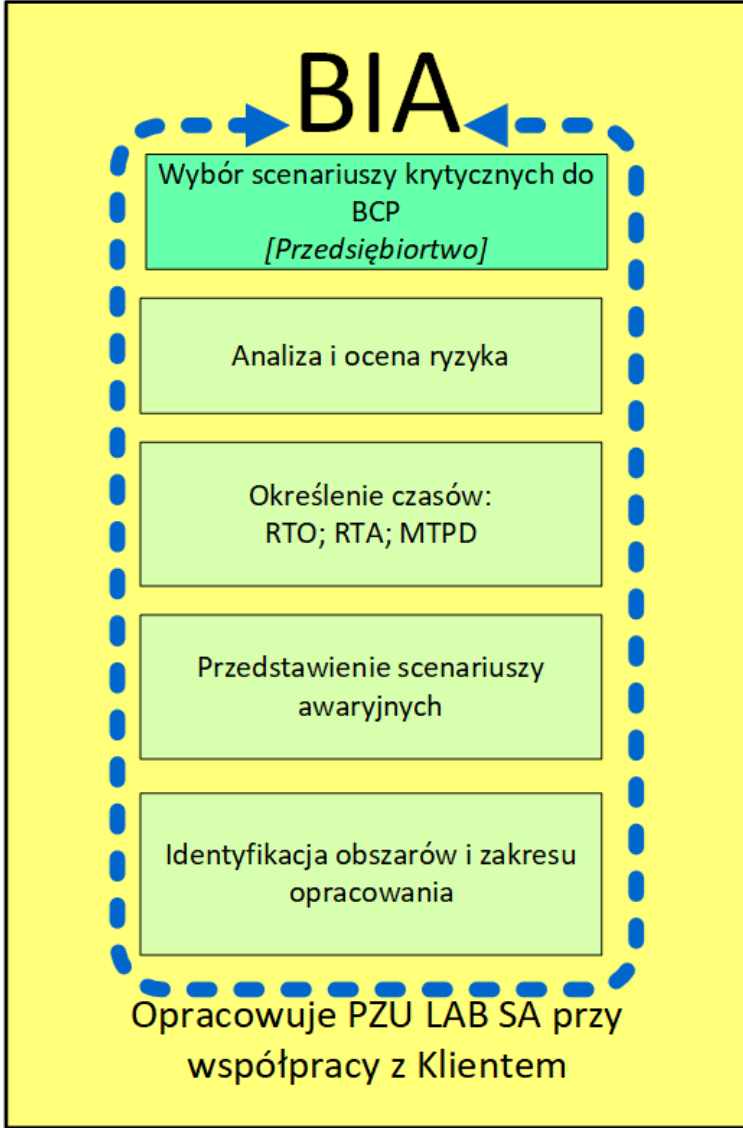 BIA
Wybór scenariuszy krytycznych do
BCP
[Przedsiębiortwo]
Analiza i ocena ryzyka
Określenie czasów:
RTO; RTA; MTPD
Przedstawienie scenariuszy
awaryjnych
Identyfikacja obszarów i zakresu
opracowania
Opracowuje PZU LAB SA przy
współpracy z Klientem